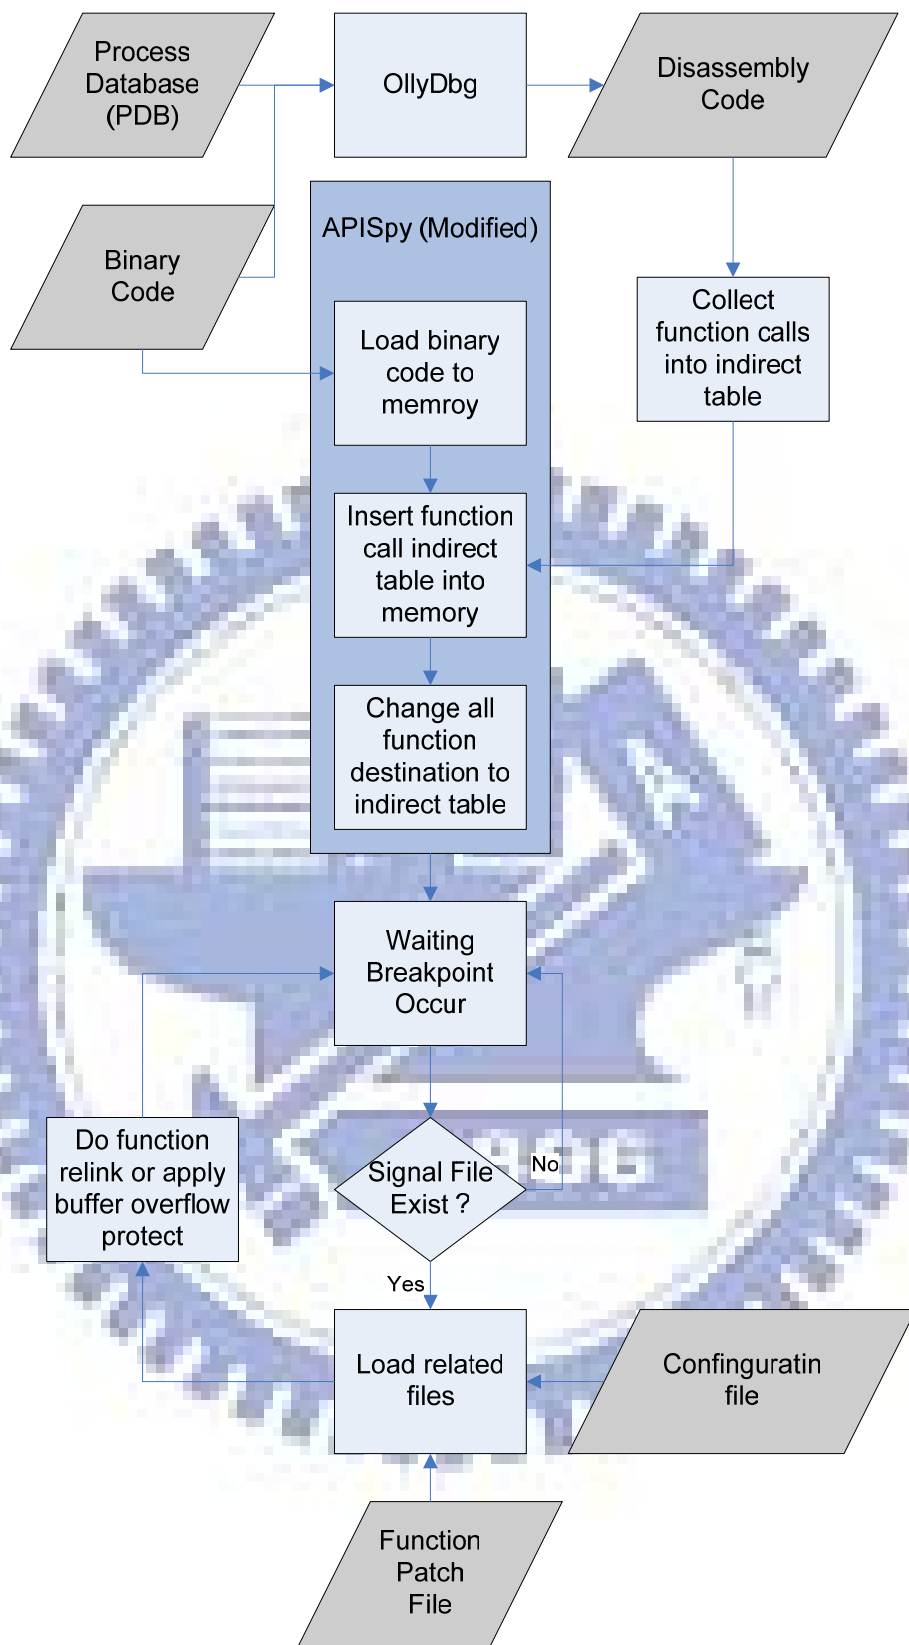 Process
Database
(PDB)
OllyDbg
Disassembly
Code
APISpy (Modified)
Binary
Code
Collect
function calls
into indirect
table
Load binary
code to
memroy
Insert function
call indirect
table into
memory
Change all
function
destination to
indirect table
Waiting
Breakpoint
Occur
Do function
relink or apply
buffer overflow
protect
Signal File
Exist ?
No
Yes
Load related
files
Confinguratin
file
Function
Patch
File